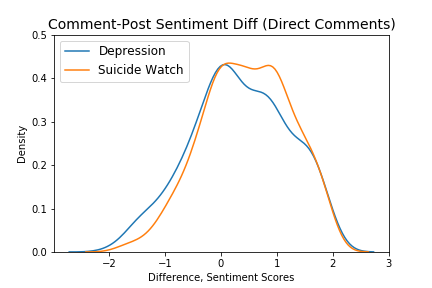 Comment-Post Sentiment Diff (Direct Comments)
0.5
0.4
0.3
0.2
0.1
0.0
Density
Depression
Suicide Watch
−2 −1 0 1 2 3
Difference, Sentiment Scores